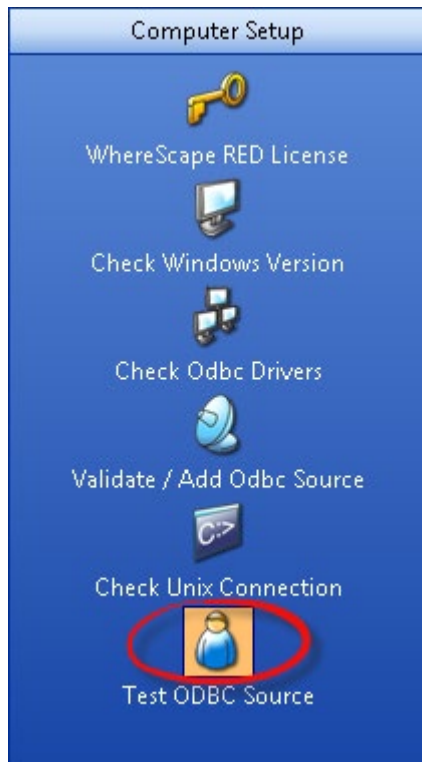 Computer Setup
WhereScape RED License
Check Windows Version
Check Odbc Drivers
Validate / Add Odbc Source
C:>
Check Unix Connection
Test ODBC Source